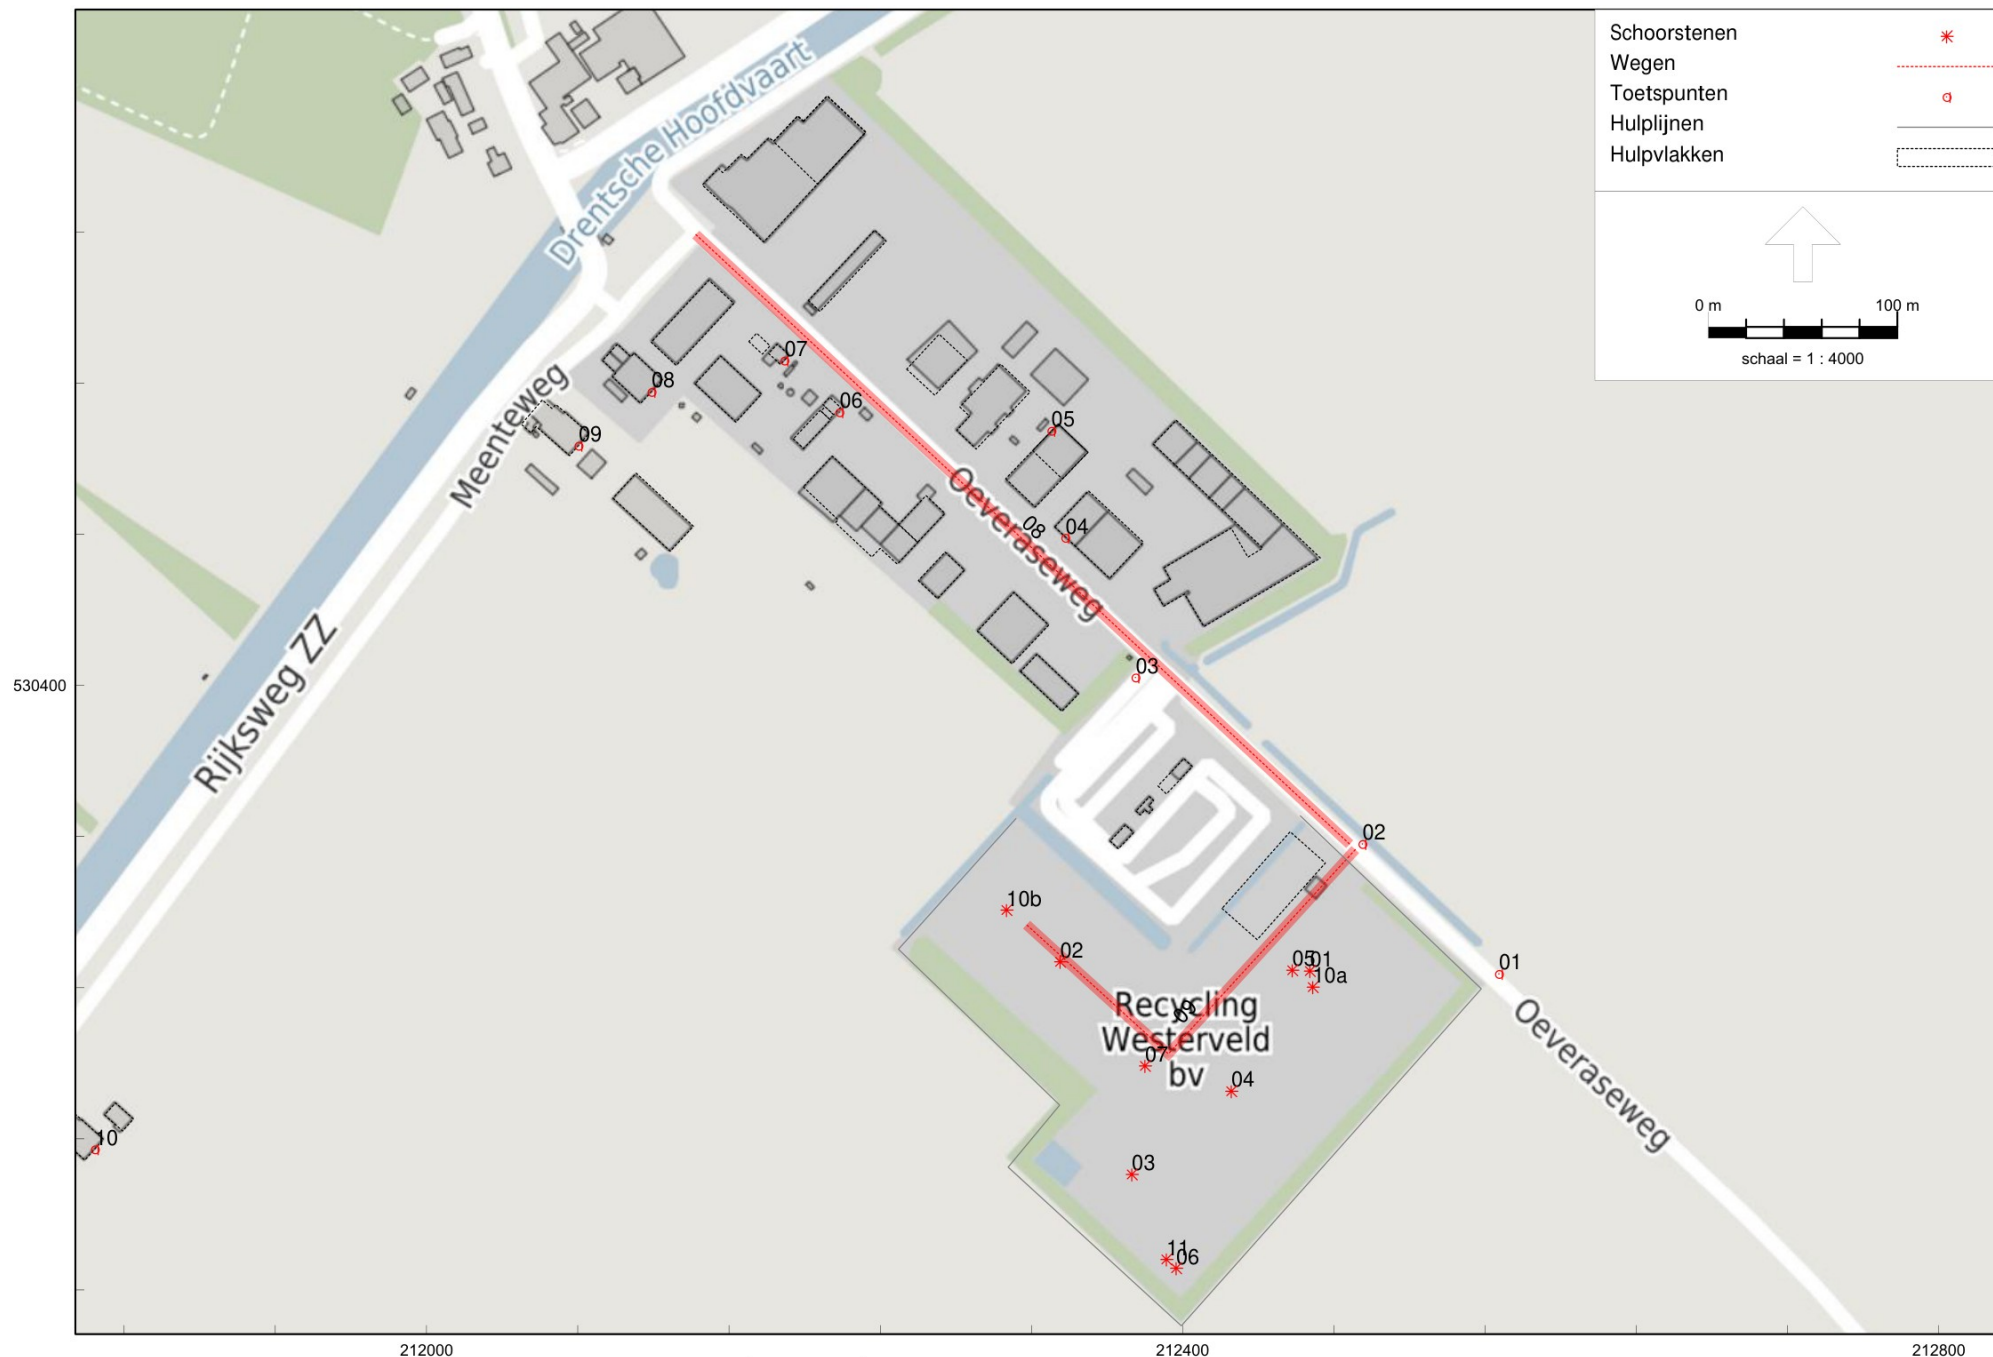 Schoorstenen
Wegen
Toetspunten
Hulplijnen
Hulpvlakken
0 m
100 m
schaal = 1 : 4000
Drentsche Hoofdvaart
Meenteweg
Rijksweg ZZ
Oeveraseweg
08
07
08
06
09
05
04
03
530400
02
10b
02
05
01
10a
01
Recycling
Westerveld
bv
09
07
04
Oeveraseweg
10
03
11
06
212000
212400
212800